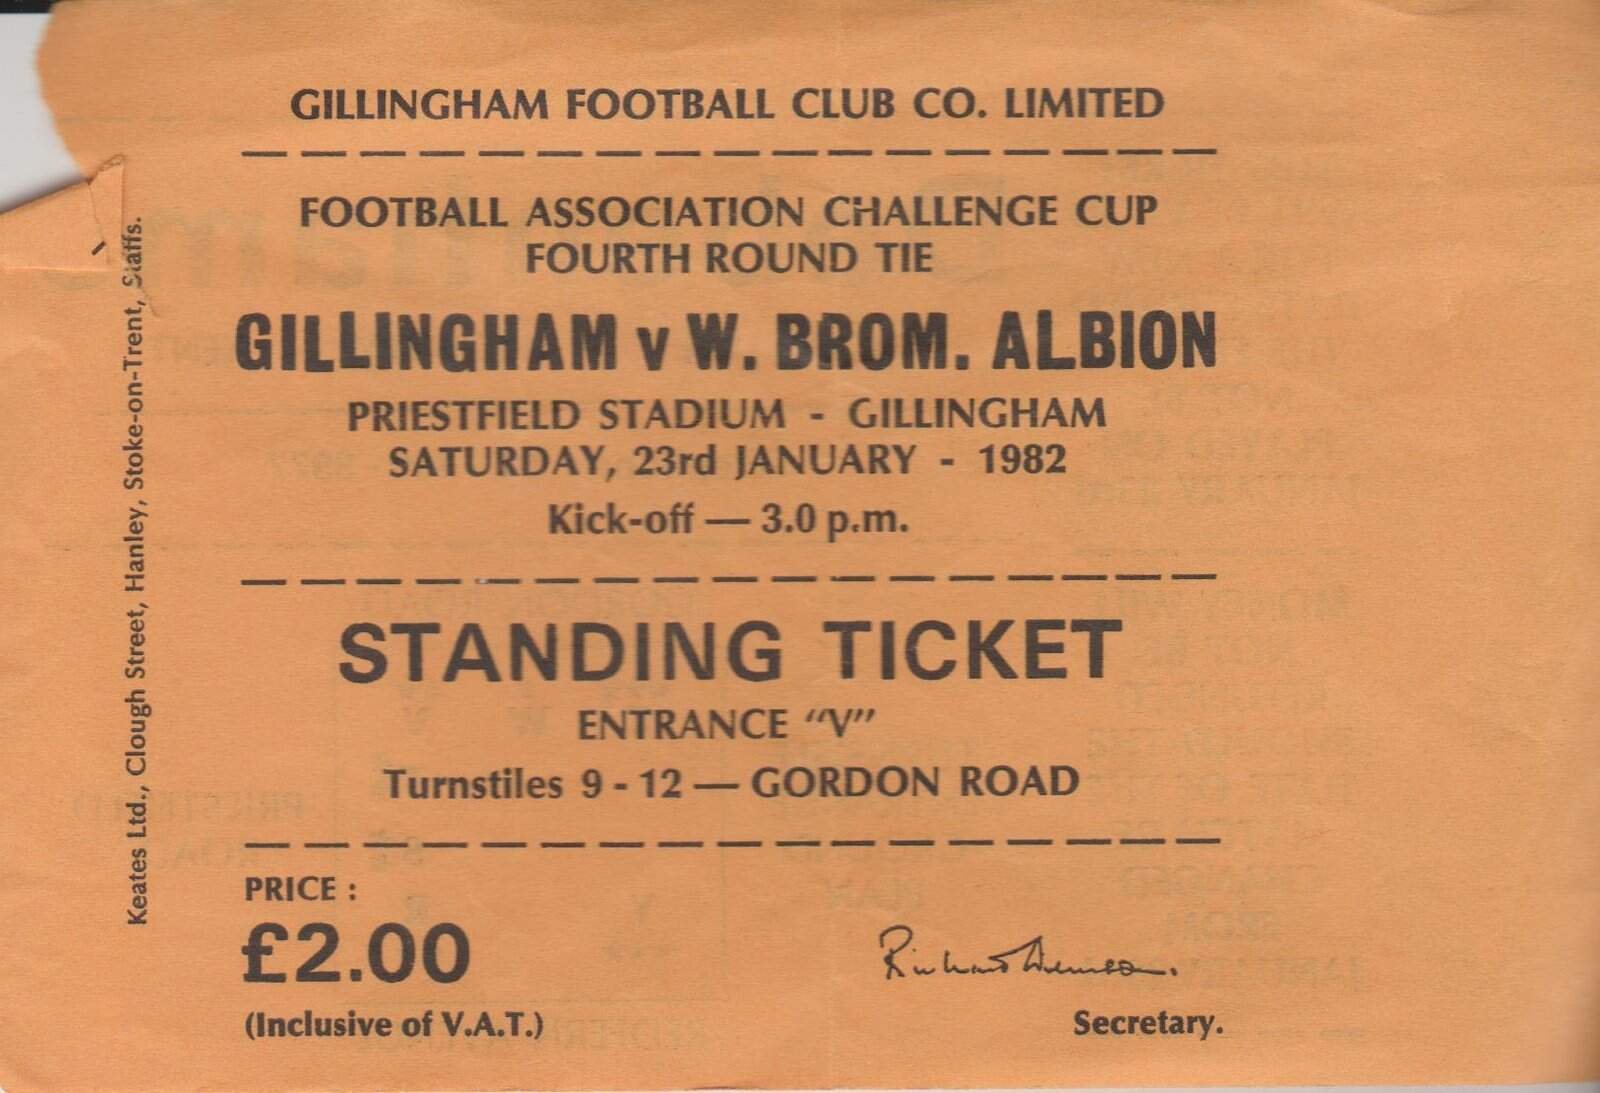 GILLINGHAM FOOTBALL CLUB CO. LIMITED
FOOTBALL ASSOCIATION CHALLENGE CUP
FOURTH ROUND TIE
GILLINGHAM v W. BROM. ALBION
PRIESTFIELD STADIUM - GILLINGHAM
SATURDAY, 23rd JANUARY - 1982
Kick-off — 3.0 p.m.
STANDING TICKET
ENTRANCE "V"
Turnstiles 9 - 12 — GORDON ROAD
PRICE :
£2.00
(Inclusive of V.A.T.)
Richard
Secretary.
Keates Ltd., Clough Street, Hanley, Stoke-on-Trent, Staffs.